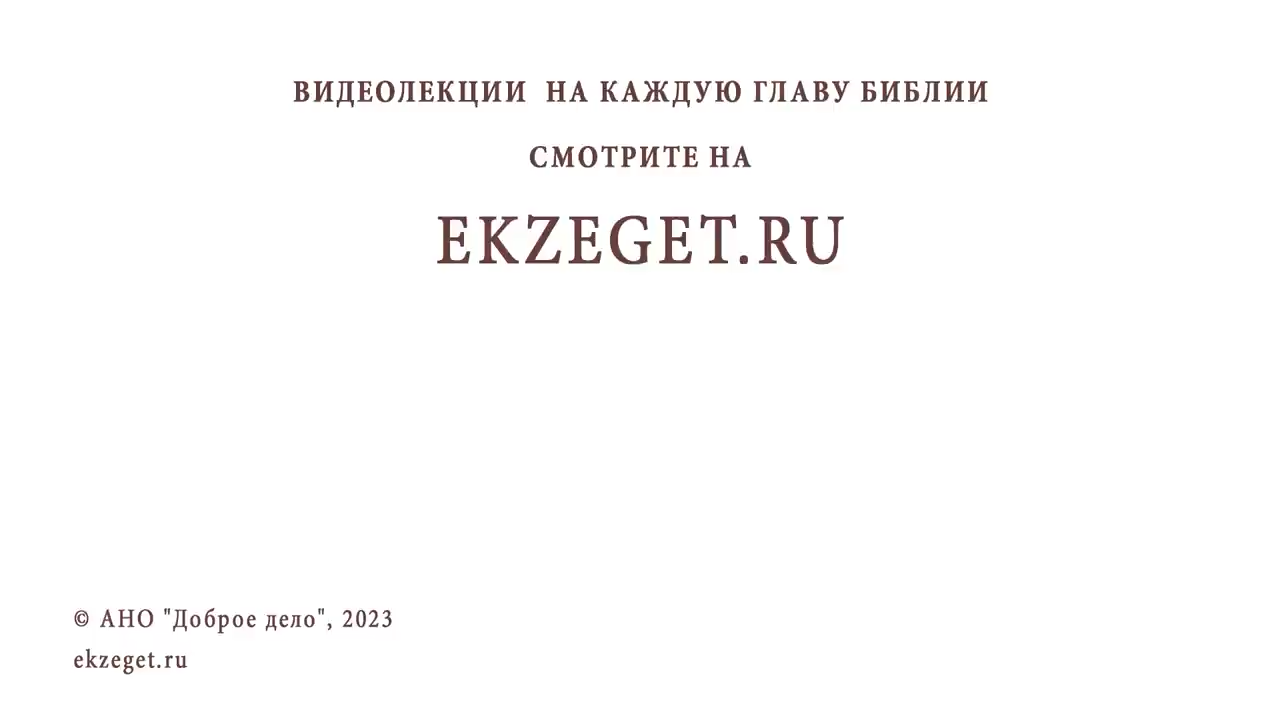 ВИДЕОЛЕКЦИИ НА КАЖДУЮ ГЛАВУ БИБЛИИ
СМОТРИТЕ НА
EKZEGET.RU
© АНО "Доброе дело", 2023
ekzeget.ru